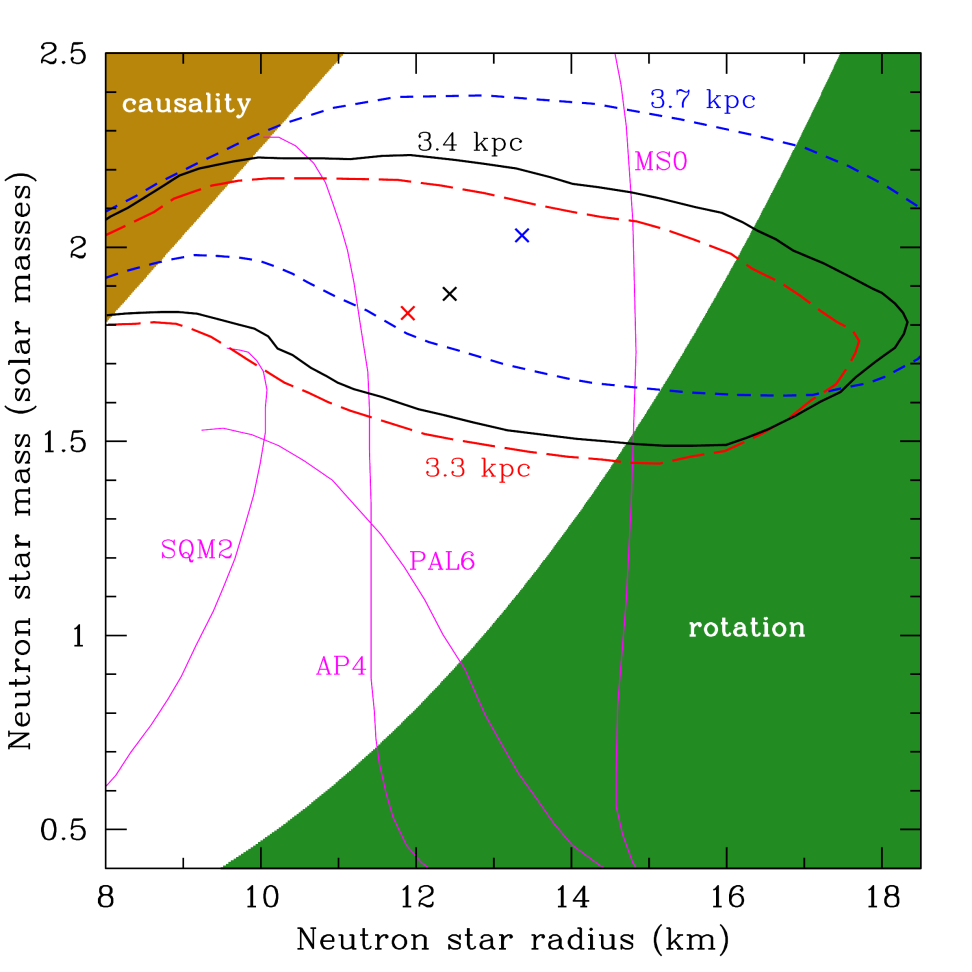 2.5
causality
3.7 kpc
3.4 kpc
MS0
2
Neutron star mass (solar masses)
1.5
3.3 kpc
SQM2
PAL6
rotation
1
AP4
0.5
8 10 12 14 16 18
Neutron star radius (km)